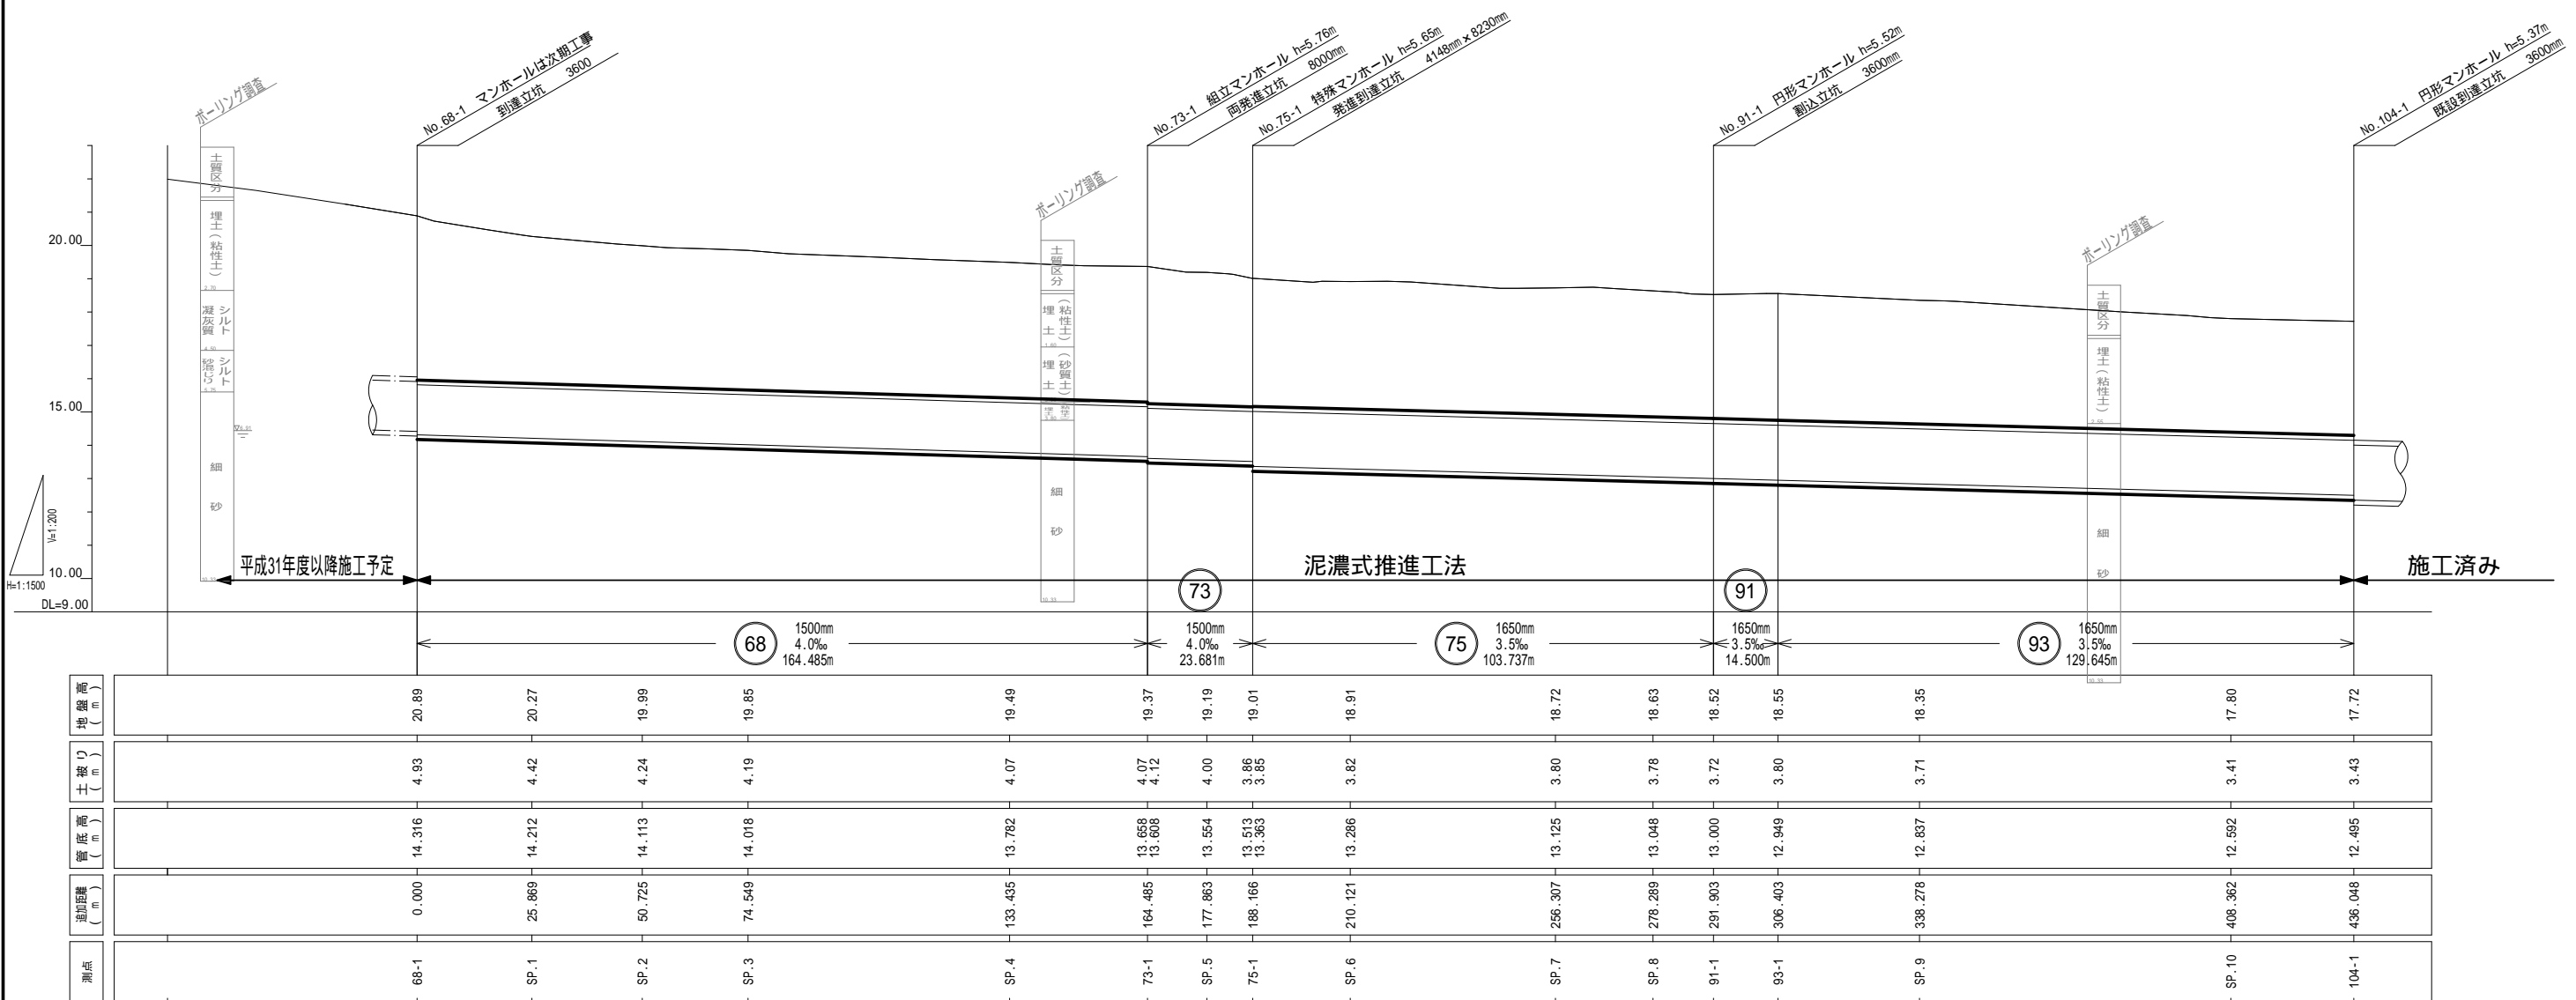 No.68-1 マンホールは次期工事
到達立坑 3600
No.73-1 組立マンホール h=5.76m
両発進立坑 8000mm
No.75-1 特殊マンホール h=5.65m
発進到達立坑 4148mm×8230mm
No.91-1 円形マンホール h=5.52m
割込立坑 3600mm
No.104-1 円形マンホール h=5.37m
既設到達立坑 3600mm
ボーリング調査
土質区分
埋土(粘性土)
2.70
凝灰質シルト
4.50
砂混じりシルト
5.75
細砂
ボーリング調査
土質区分
埋土(粘性土)
埋土(砂質土)
細砂
ボーリング調査
土質区分
埋土(粘性土)
細砂
20.00
15.00
10.00
DL=9.00
V=1:200
H=1:1500
平成31年度以降施工予定
泥濃式推進工法
施工済み
68
1500mm
4.0‰
164.485m
73
1500mm
4.0‰
23.681m
75
1650mm
3.5‰
103.737m
91
1650mm
3.5‰
14.500m
93
1650mm
3.5‰
129.645m
地盤高(m) 20.89 20.27 19.99 19.85 19.49 19.37 19.19 19.01 18.91 18.72 18.63 18.52 18.55 18.35 17.80 17.72
土被り(m) 4.93 4.42 4.24 4.19 4.07 4.07 4.12 4.00 3.86 3.85 3.82 3.80 3.78 3.72 3.80 3.71 3.41 3.43
管底高(m) 14.316 14.212 14.113 14.018 13.782 13.658 13.608 13.554 13.513 13.363 13.286 13.125 13.048 13.000 12.949 12.837 12.592 12.495
追加距離(m) 0.000 25.869 50.725 74.549 133.435 164.485 177.863 188.166 210.121 256.307 278.289 291.903 306.403 338.278 408.362 436.048
測点 68-1 SP.1 SP.2 SP.3 SP.4 73-1 SP.5 75-1 SP.6 SP.7 SP.8 91-1 93-1 SP.9 SP.10 104-1